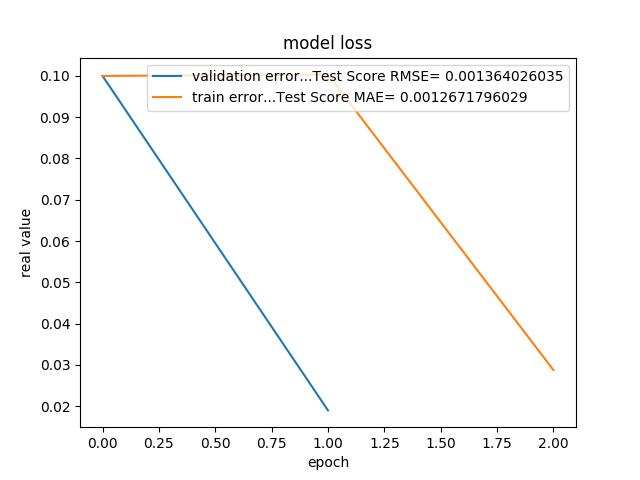 model loss
validation error...Test Score RMSE= 0.001364026035
train error...Test Score MAE= 0.0012671796029
real value
0.10
0.09
0.08
0.07
0.06
0.05
0.04
0.03
0.02
0.00 0.25 0.50 0.75 1.00 1.25 1.50 1.75 2.00
epoch